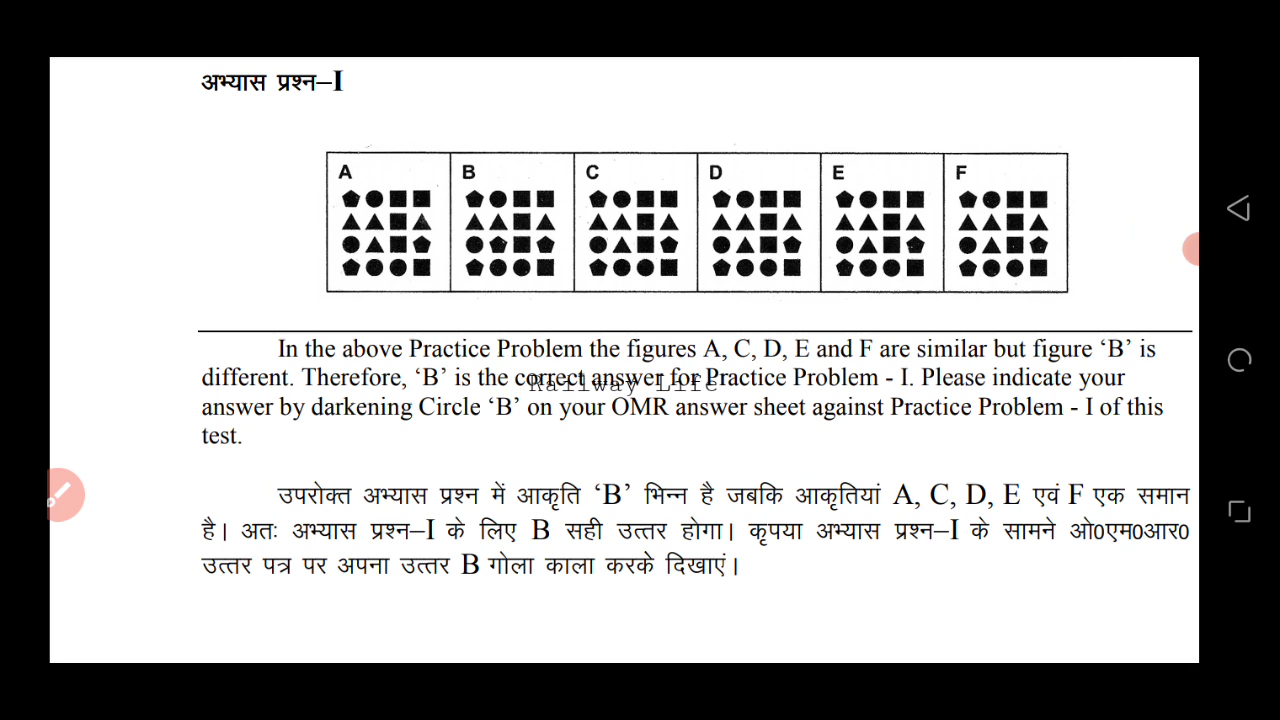 अभ्यास प्रश्न–I
A B C D E F
In the above Practice Problem the figures A, C, D, E and F are similar but figure ‘B’ is
different. Therefore, ‘B’ is the correct answer for Practice Problem - I. Please indicate your
Railway Life
answer by darkening Circle ‘B’ on your OMR answer sheet against Practice Problem - I of this
test.
उपरोक्त अभ्यास प्रश्न में आकृति ‘B’ भिन्न है जबकि आकृतियां A, C, D, E एवं F एक समान
है। अतः अभ्यास प्रश्न–I के लिए B सही उत्तर होगा। कृपया अभ्यास प्रश्न–I के सामने ओ0एम0आर0
उत्तर पत्र पर अपना उत्तर B गोला काला करके दिखाएं।